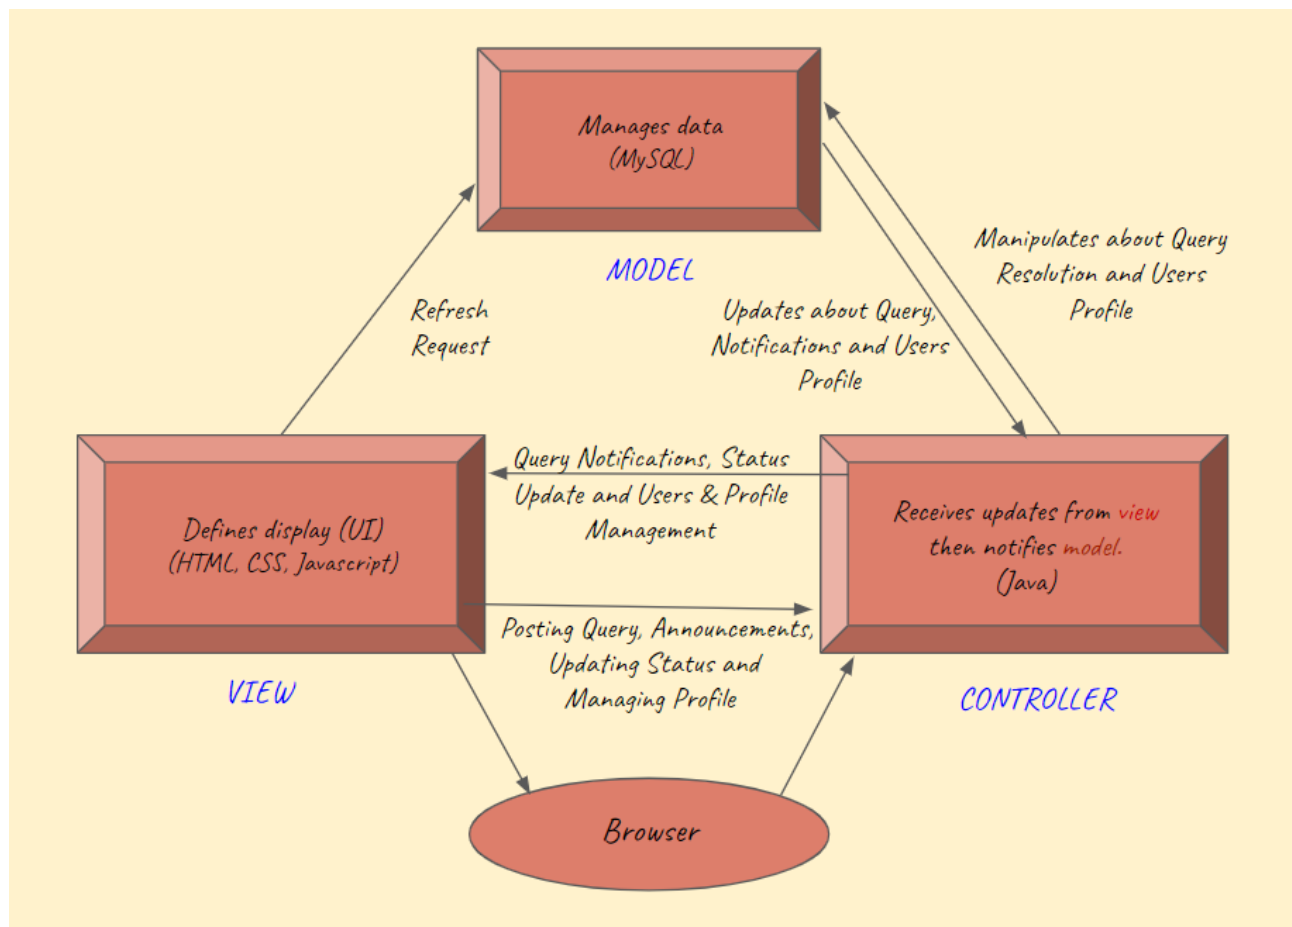 Manages data
(MySQL)
MODEL
Manipulates about Query
Resolution and Users
Profile
Refresh
Request
Updates about Query,
Notifications and Users
Profile
Query Notifications, Status
Update and Users & Profile
Management
Defines display (UI)
(HTML, CSS, Javascript)
Receives updates from view
then notifies model.
(Java)
Posting Query, Announcements,
Updating Status and
Managing Profile
VIEW
CONTROLLER
Browser